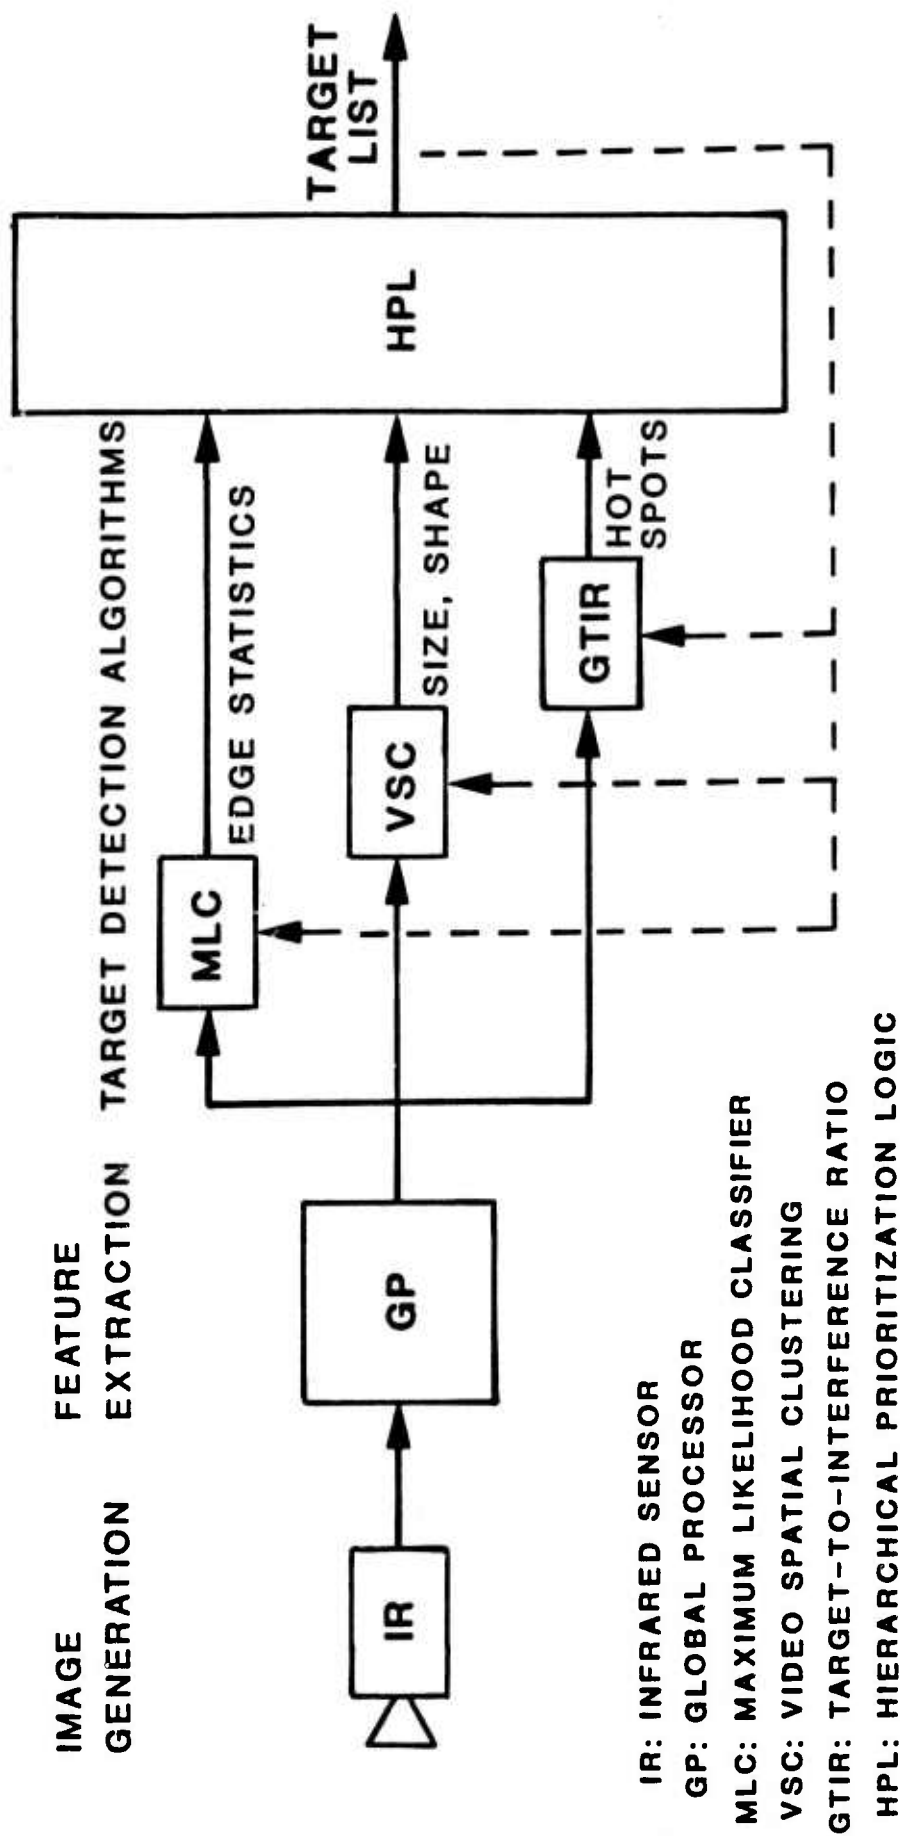 IMAGE
GENERATION
FEATURE
EXTRACTION
TARGET DETECTION ALGORITHMS
IR
GP
MLC
EDGE STATISTICS
VSC
SIZE, SHAPE
GTIR
HOT
SPOTS
HPL
TARGET
LIST
IR: INFRARED SENSOR
GP: GLOBAL PROCESSOR
MLC: MAXIMUM LIKELIHOOD CLASSIFIER
VSC: VIDEO SPATIAL CLUSTERING
GTIR: TARGET-TO-INTERFERENCE RATIO
HPL: HIERARCHICAL PRIORITIZATION LOGIC